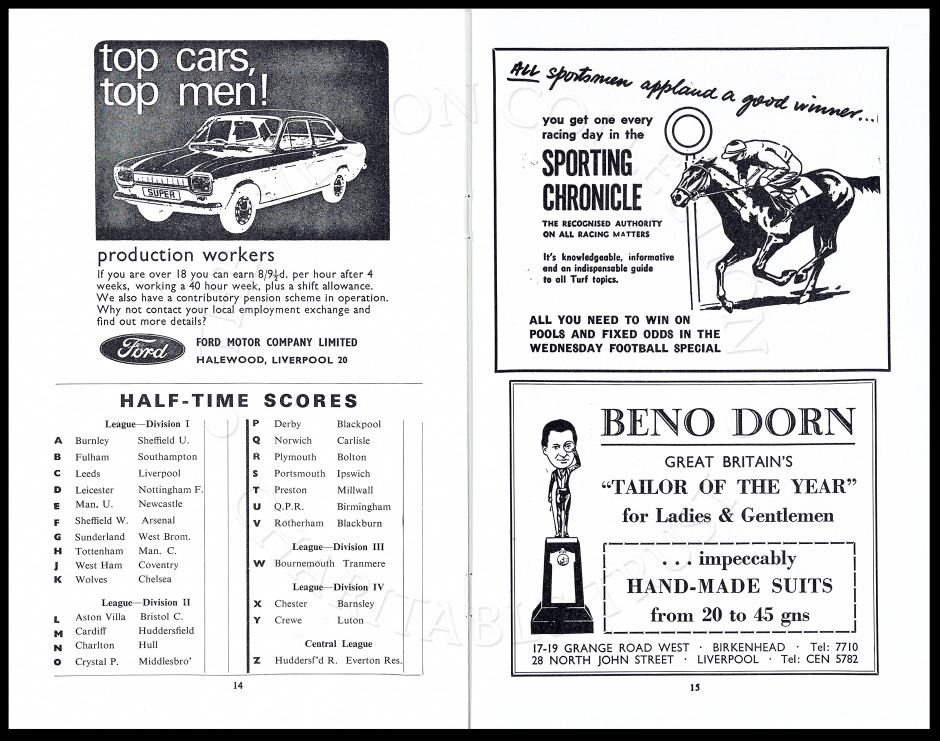 top cars,
top men!
SUPER
production workers
If you are over 18 you can earn 8/9½d. per hour after 4
weeks, working a 40 hour week, plus a shift allowance.
We also have a contributory pension scheme in operation.
Why not contact your local employment exchange and
find out more details?
Ford
FORD MOTOR COMPANY LIMITED
HALEWOOD, LIVERPOOL 20
HALF-TIME SCORES
League—Division I
A Burnley Sheffield U.
B Fulham Southampton
C Leeds Liverpool
D Leicester Nottingham F.
E Man. U. Newcastle
F Sheffield W. Arsenal
G Sunderland West Brom.
H Tottenham Man. C.
J West Ham Coventry
K Wolves Chelsea
League—Division II
L Aston Villa Bristol C.
M Cardiff Huddersfield
N Charlton Hull
O Crystal P. Middlesbro'
P Derby Blackpool
Q Norwich Carlisle
R Plymouth Bolton
S Portsmouth Ipswich
T Preston Millwall
U Q.P.R. Birmingham
V Rotherham Blackburn
League—Division III
W Bournemouth Tranmere
League—Division IV
X Chester Barnsley
Y Crewe Luton
Central League
Z Huddersf'd R. Everton Res.
14
ALL sportsmen applaud a good winner...
you get one every
racing day in the
SPORTING
CHRONICLE
THE RECOGNISED AUTHORITY
ON ALL RACING MATTERS
It's knowledgeable, informative
and an indispensable guide
to all Turf topics.
1
ALL YOU NEED TO WIN ON
POOLS AND FIXED ODDS IN THE
WEDNESDAY FOOTBALL SPECIAL
BENO DORN
GREAT BRITAIN'S
"TAILOR OF THE YEAR"
for Ladies & Gentlemen
. . . impeccably
HAND-MADE SUITS
from 20 to 45 gns
17-19 GRANGE ROAD WEST · BIRKENHEAD · Tel: 7710
28 NORTH JOHN STREET · LIVERPOOL · Tel: CEN 5782
15